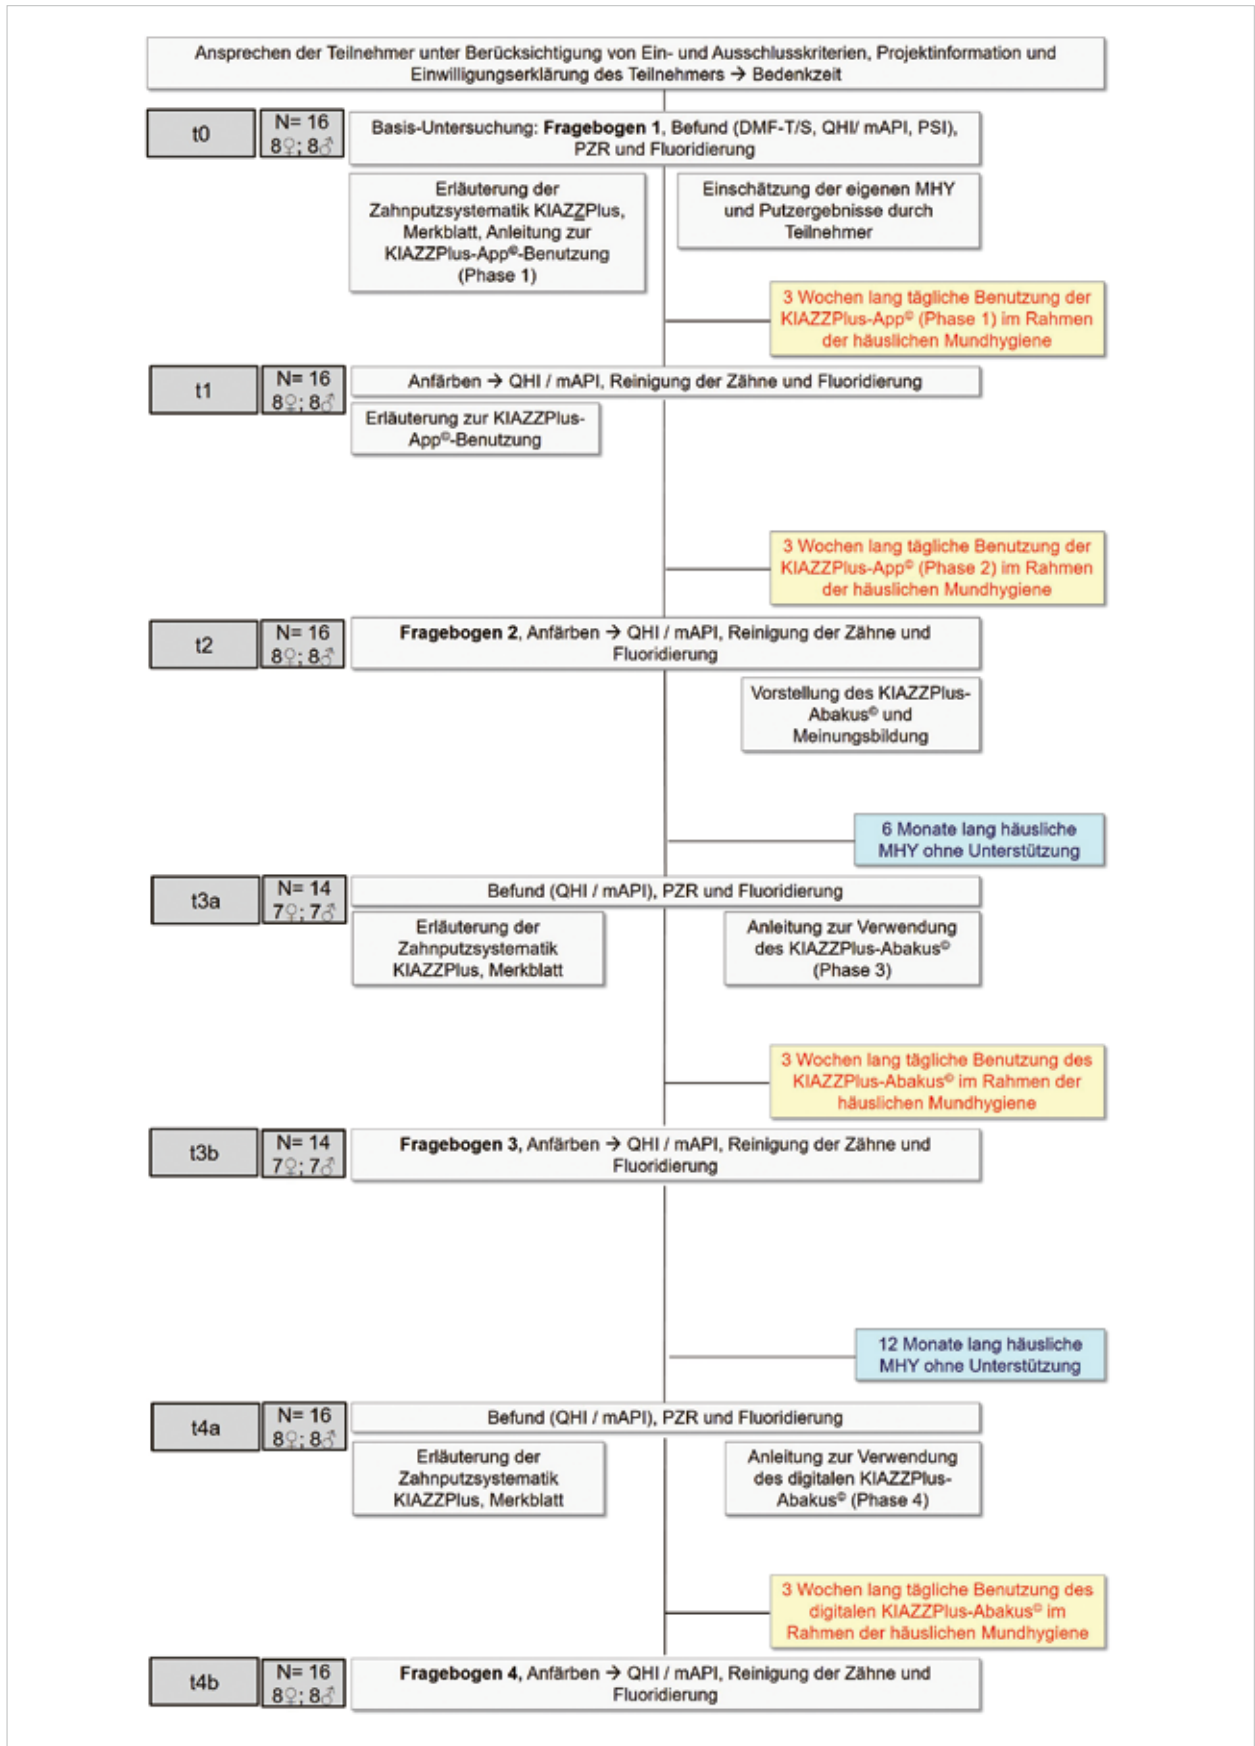 Ansprechen der Teilnehmer unter Berücksichtigung von Ein- und Ausschlusskriterien, Projektinformation und
Einwilligungserklärung des Teilnehmers → Bedenkzeit
t0
N= 16
8♀; 8♂
Basis-Untersuchung: Fragebogen 1, Befund (DMF-T/S, QHI/ mAPI, PSI),
PZR und Fluoridierung
Erläuterung der
Zahnputzsystematik KIAZZPlus,
Merkblatt, Anleitung zur
KIAZZPlus-App©-Benutzung
(Phase 1)
Einschätzung der eigenen MHY
und Putzergebnisse durch
Teilnehmer
3 Wochen lang tägliche Benutzung der
KIAZZPlus-App© (Phase 1) im Rahmen
der häuslichen Mundhygiene
t1
N= 16
8♀; 8♂
Anfärben → QHI / mAPI, Reinigung der Zähne und Fluoridierung
Erläuterung zur KIAZZPlus-
App©-Benutzung
3 Wochen lang tägliche Benutzung der
KIAZZPlus-App© (Phase 2) im Rahmen
der häuslichen Mundhygiene
t2
N= 16
8♀; 8♂
Fragebogen 2, Anfärben → QHI / mAPI, Reinigung der Zähne und
Fluoridierung
Vorstellung des KIAZZPlus-
Abakus© und
Meinungsbildung
6 Monate lang häusliche
MHY ohne Unterstützung
t3a
N= 14
7♀; 7♂
Befund (QHI / mAPI), PZR und Fluoridierung
Erläuterung der
Zahnputzsystematik
KIAZZPlus, Merkblatt
Anleitung zur Verwendung
des KIAZZPlus-Abakus©
(Phase 3)
3 Wochen lang tägliche Benutzung des
KIAZZPlus-Abakus© im Rahmen der
häuslichen Mundhygiene
t3b
N= 14
7♀; 7♂
Fragebogen 3, Anfärben → QHI / mAPI, Reinigung der Zähne und
Fluoridierung
12 Monate lang häusliche
MHY ohne Unterstützung
t4a
N= 16
8♀; 8♂
Befund (QHI / mAPI), PZR und Fluoridierung
Erläuterung der
Zahnputzsystematik
KIAZZPlus, Merkblatt
Anleitung zur Verwendung
des digitalen KIAZZPlus-
Abakus© (Phase 4)
3 Wochen lang tägliche Benutzung des
digitalen KIAZZPlus-Abakus© im
Rahmen der häuslichen Mundhygiene
t4b
N= 16
8♀; 8♂
Fragebogen 4, Anfärben → QHI / mAPI, Reinigung der Zähne und
Fluoridierung